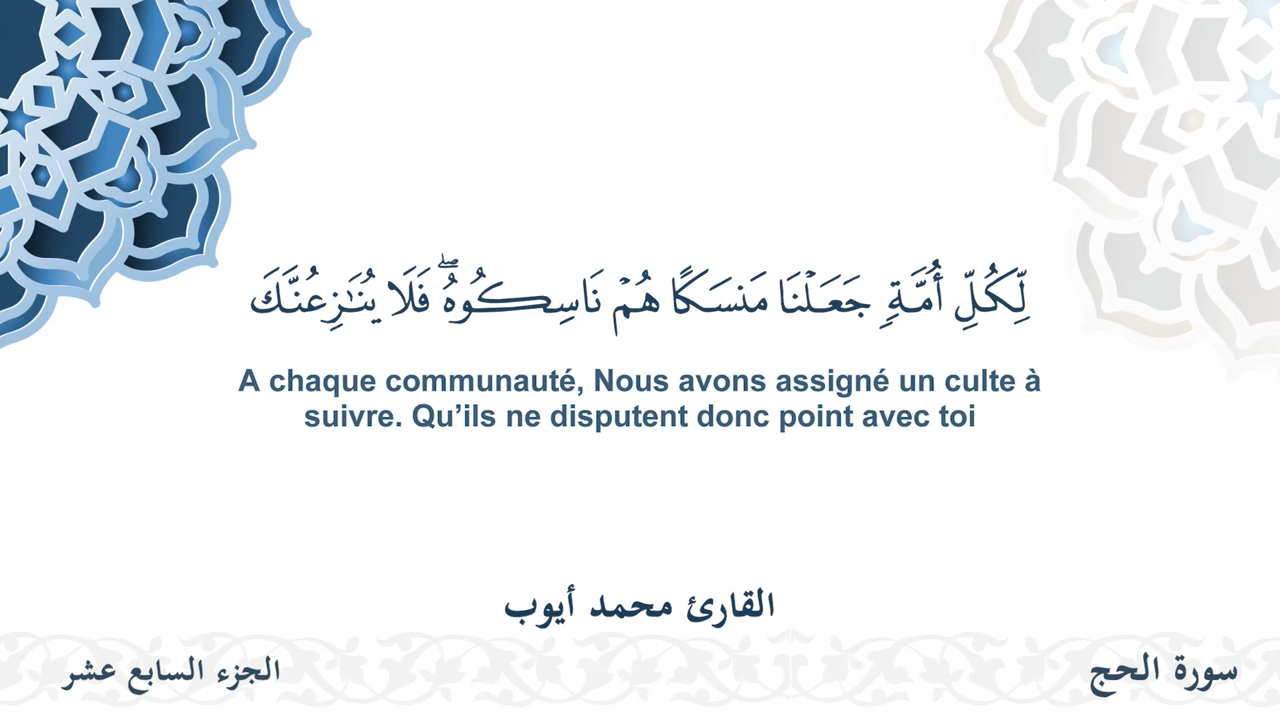 لِّكُلِّ أُمَّةٖ جَعَلۡنَا مَنسَكًا هُمۡ نَاسِكُوهُۖ فَلَا يُنَٰزِعُنَّكَ
A chaque communauté, Nous avons assigné un culte à
suivre. Qu’ils ne disputent donc point avec toi
القارئ محمد أيوب
سورة الحج
الجزء السابع عشر